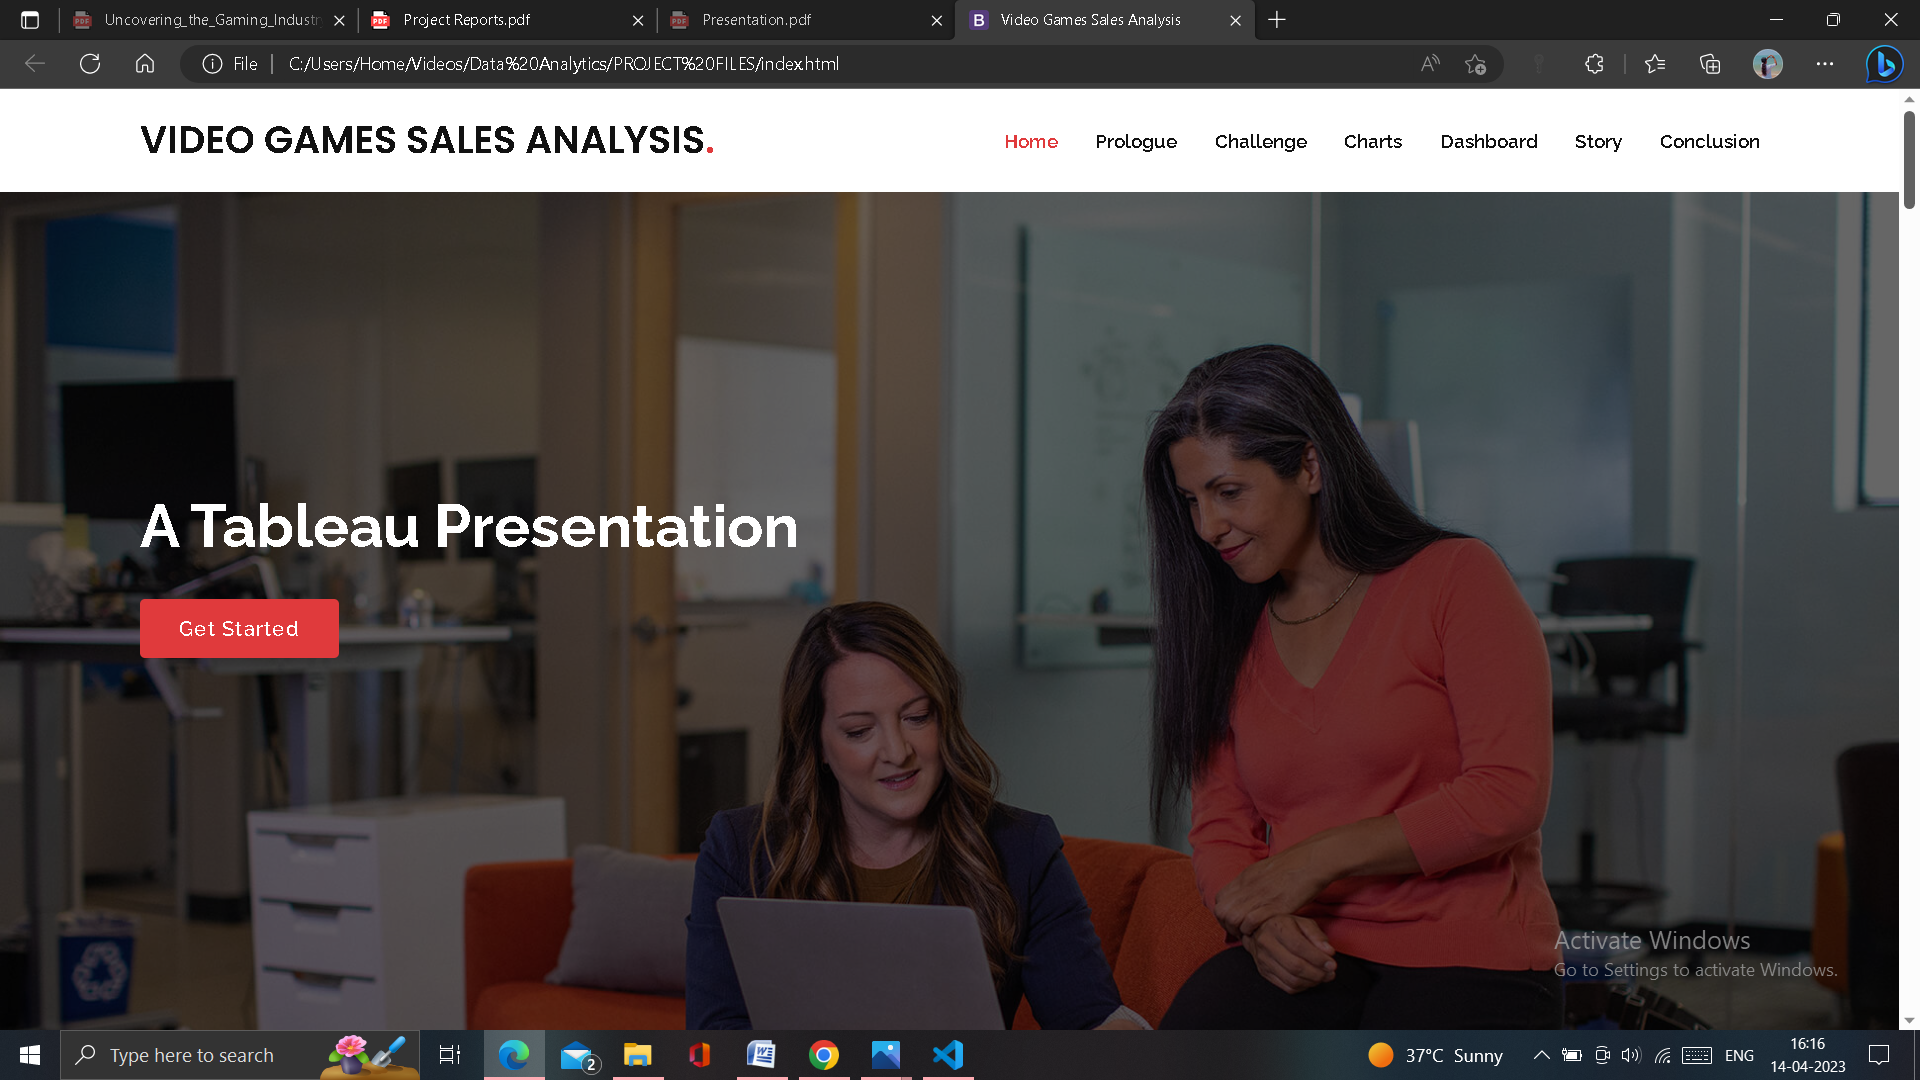 Uncovering_the_Gaming_Industr
Project Reports.pdf
Presentation.pdf
B Video Games Sales Analysis
File
C:/Users/Home/Videos/Data%20Analytics/PROJECT%20FILES/index.html
VIDEO GAMES SALES ANALYSIS.
Home Prologue Challenge Charts Dashboard Story Conclusion
A Tableau Presentation
Get Started
Activate Windows
Go to Settings to activate Windows.
Type here to search
2
37°C Sunny
ENG
16:16
14-04-2023